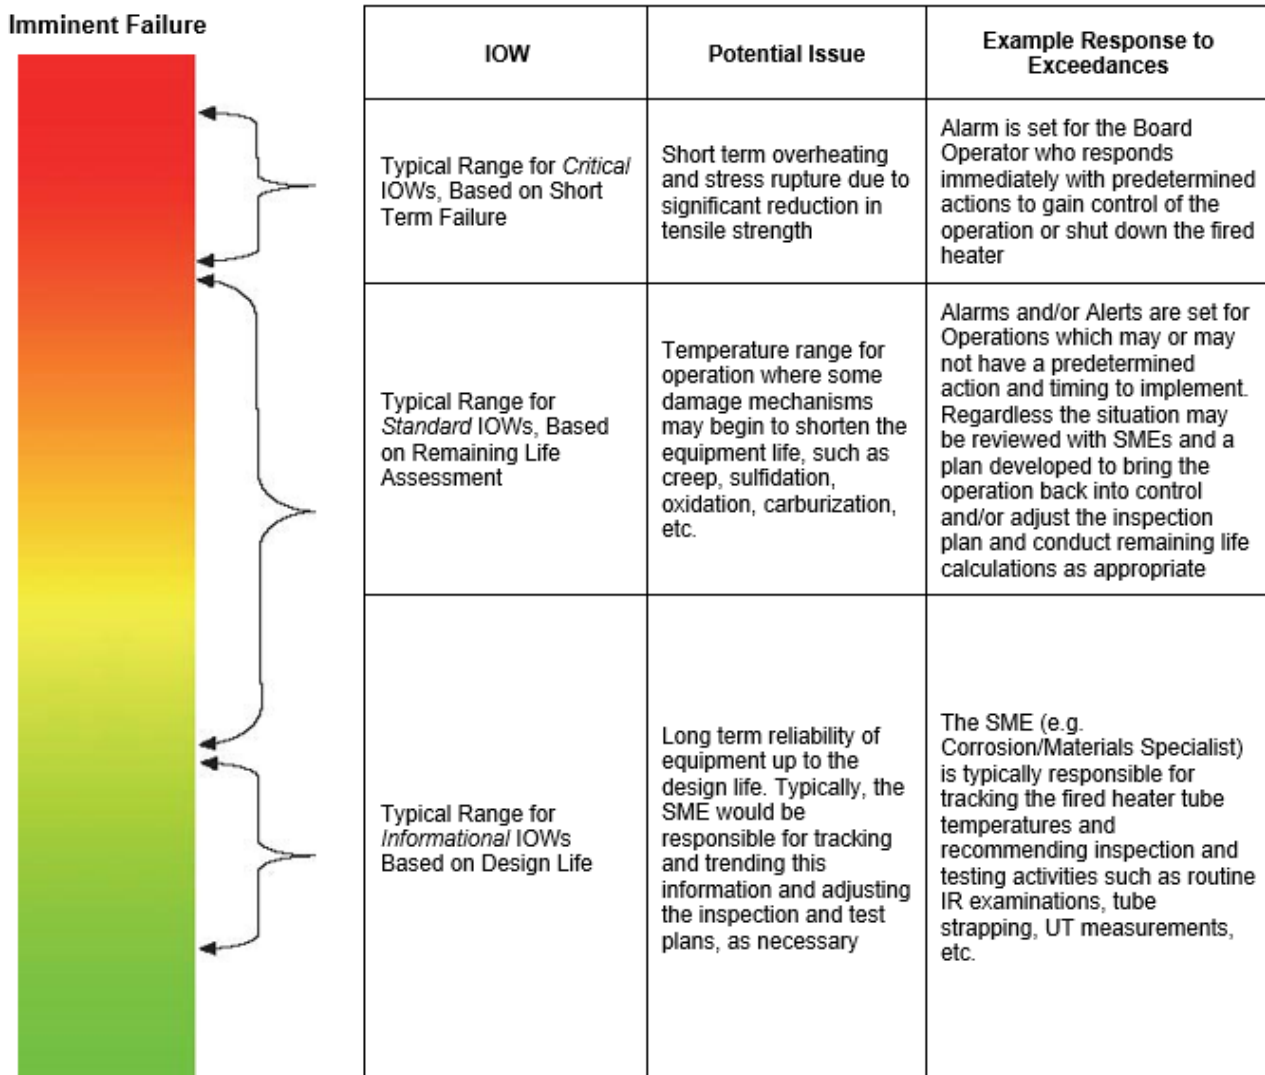 Imminent Failure
IOW
Potential Issue
Example Response to
Exceedances
Typical Range for Critical
IOWs, Based on Short
Term Failure
Short term overheating
and stress rupture due to
significant reduction in
tensile strength
Alarm is set for the Board
Operator who responds
immediately with predetermined
actions to gain control of the
operation or shut down the fired
heater
Typical Range for
Standard IOWs, Based
on Remaining Life
Assessment
Temperature range for
operation where some
damage mechanisms
may begin to shorten the
equipment life, such as
creep, sulfidation,
oxidation, carburization,
etc.
Alarms and/or Alerts are set for
Operations which may or may
not have a predetermined
action and timing to implement.
Regardless the situation may
be reviewed with SMEs and a
plan developed to bring the
operation back into control
and/or adjust the inspection
plan and conduct remaining life
calculations as appropriate
Typical Range for
Informational IOWs
Based on Design Life
Long term reliability of
equipment up to the
design life. Typically, the
SME would be
responsible for tracking
and trending this
information and adjusting
the inspection and test
plans, as necessary
The SME (e.g.
Corrosion/Materials Specialist)
is typically responsible for
tracking the fired heater tube
temperatures and
recommending inspection and
testing activities such as routine
IR examinations, tube
strapping, UT measurements,
etc.